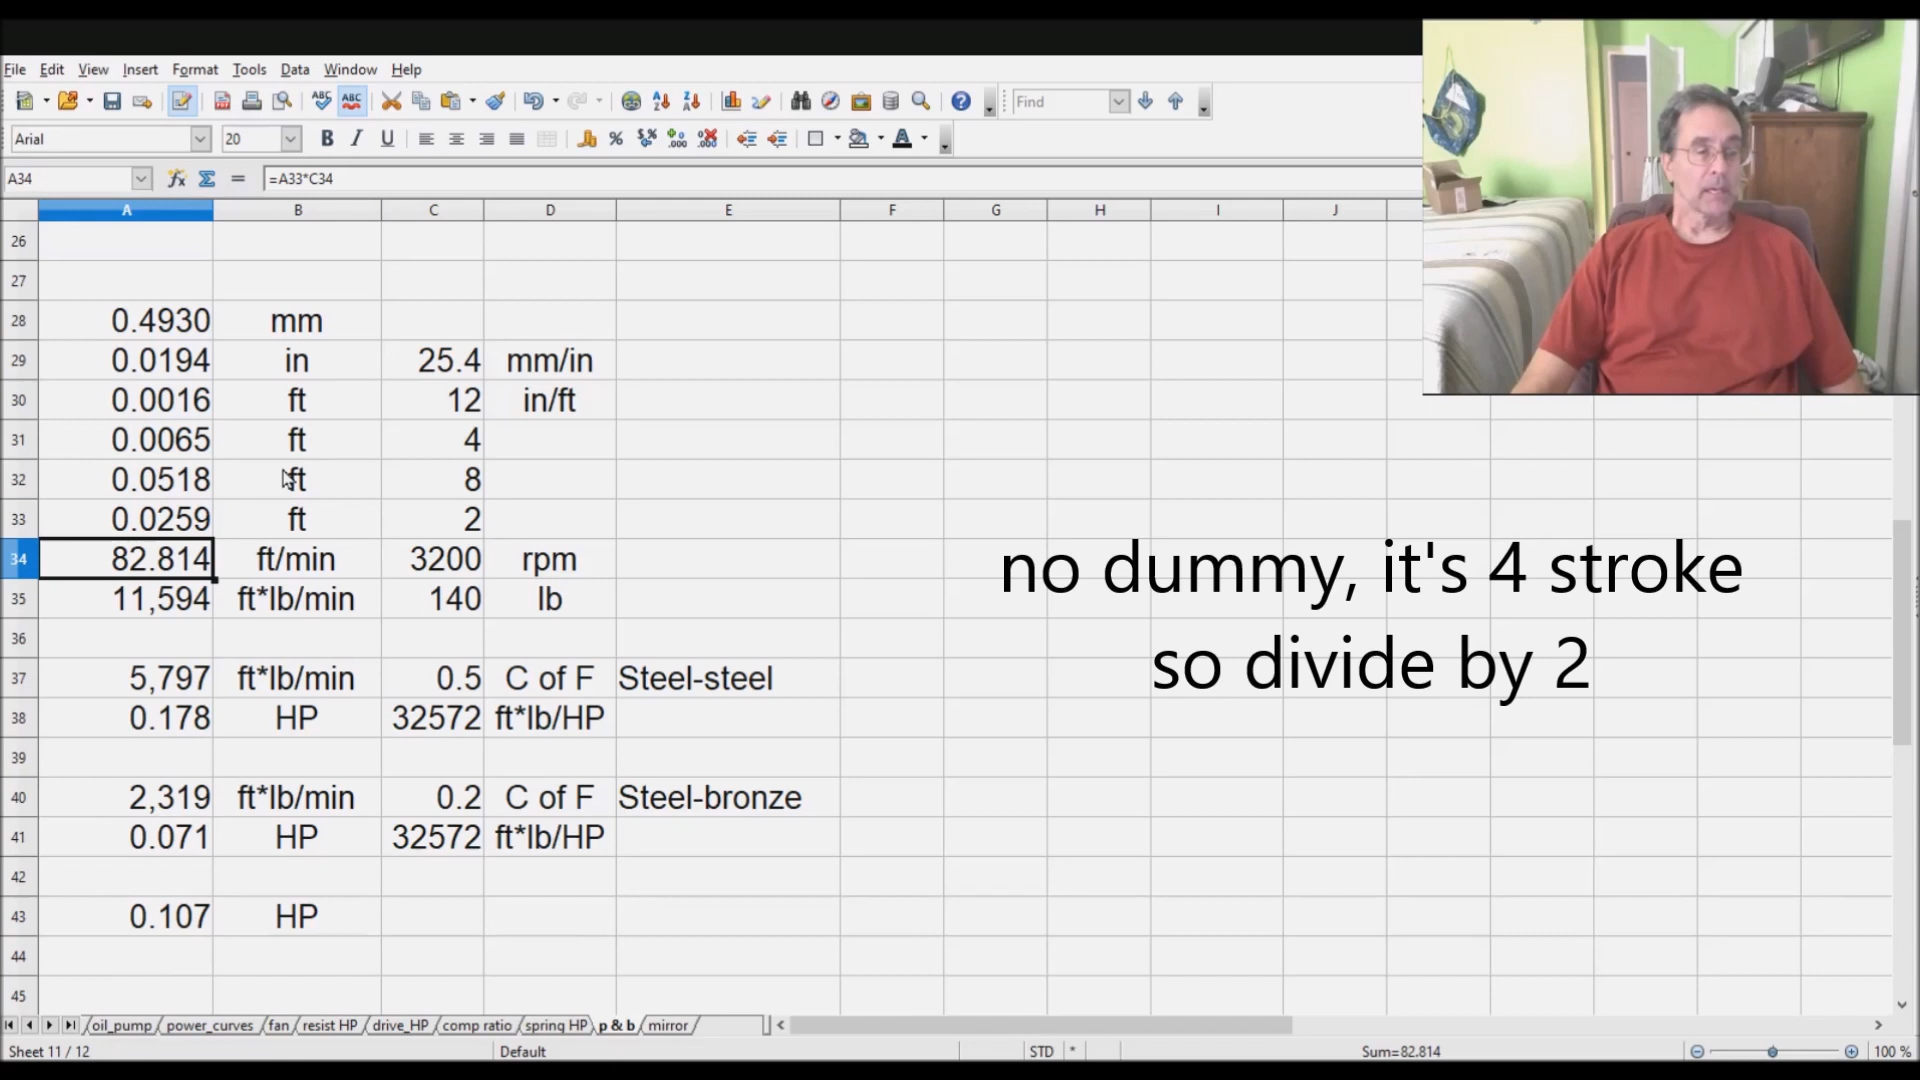 File Edit View Insert Format Tools Data Window Help
Find
Arial 20
A34 =A33*C34
A B C D E F G H I J
26
27
28 0.4930 mm
29 0.0194 in 25.4 mm/in
30 0.0016 ft 12 in/ft
31 0.0065 ft 4
32 0.0518 ft 8
33 0.0259 ft 2
34 82.814 ft/min 3200 rpm
35 11,594 ft*lb/min 140 lb
36
37 5,797 ft*lb/min 0.5 C of F Steel-steel
38 0.178 HP 32572 ft*lb/HP
39
40 2,319 ft*lb/min 0.2 C of F Steel-bronze
41 0.071 HP 32572 ft*lb/HP
42
43 0.107 HP
44
45
no dummy, it's 4 stroke
so divide by 2
oil_pump power_curves fan resist HP drive_HP comp ratio spring HP p & b mirror
Sheet 11 / 12 Default STD * Sum=82.814 100 %